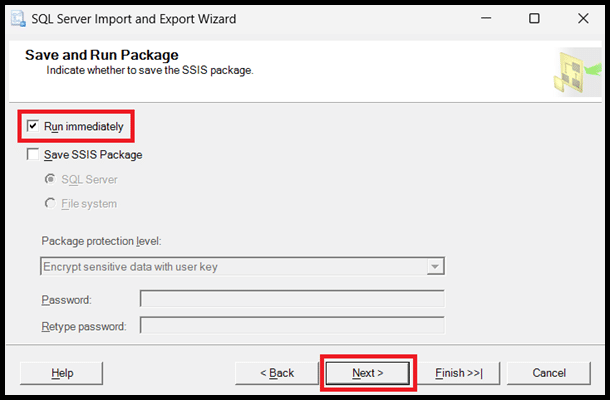 SQL Server Import and Export Wizard
Save and Run Package
Indicate whether to save the SSIS package.
Run immediately
Save SSIS Package
SQL Server
File system
Package protection level:
Encrypt sensitive data with user key
Password:
Retype password:
Help
< Back
Next >
Finish >>|
Cancel